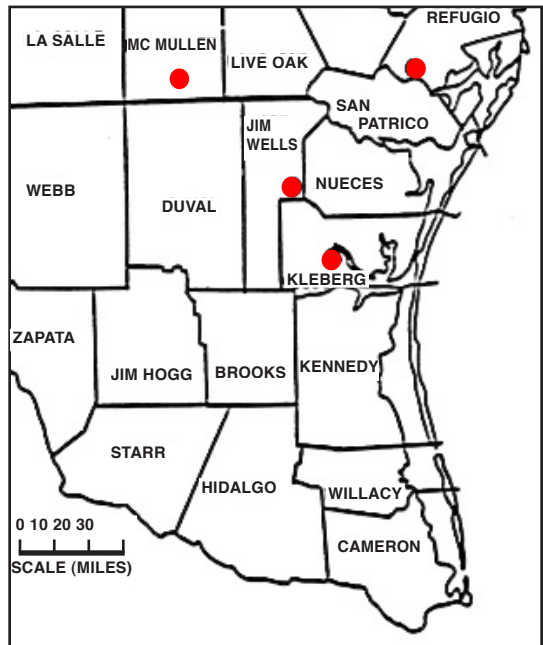 REFUGIO
LA SALLE
MC MULLEN
LIVE OAK
SAN
PATRICO
JIM
WELLS
NUECES
WEBB
DUVAL
KLEBERG
ZAPATA
JIM HOGG
BROOKS
KENNEDY
STARR
HIDALGO
WILLACY
CAMERON
0 10 20 30
SCALE (MILES)